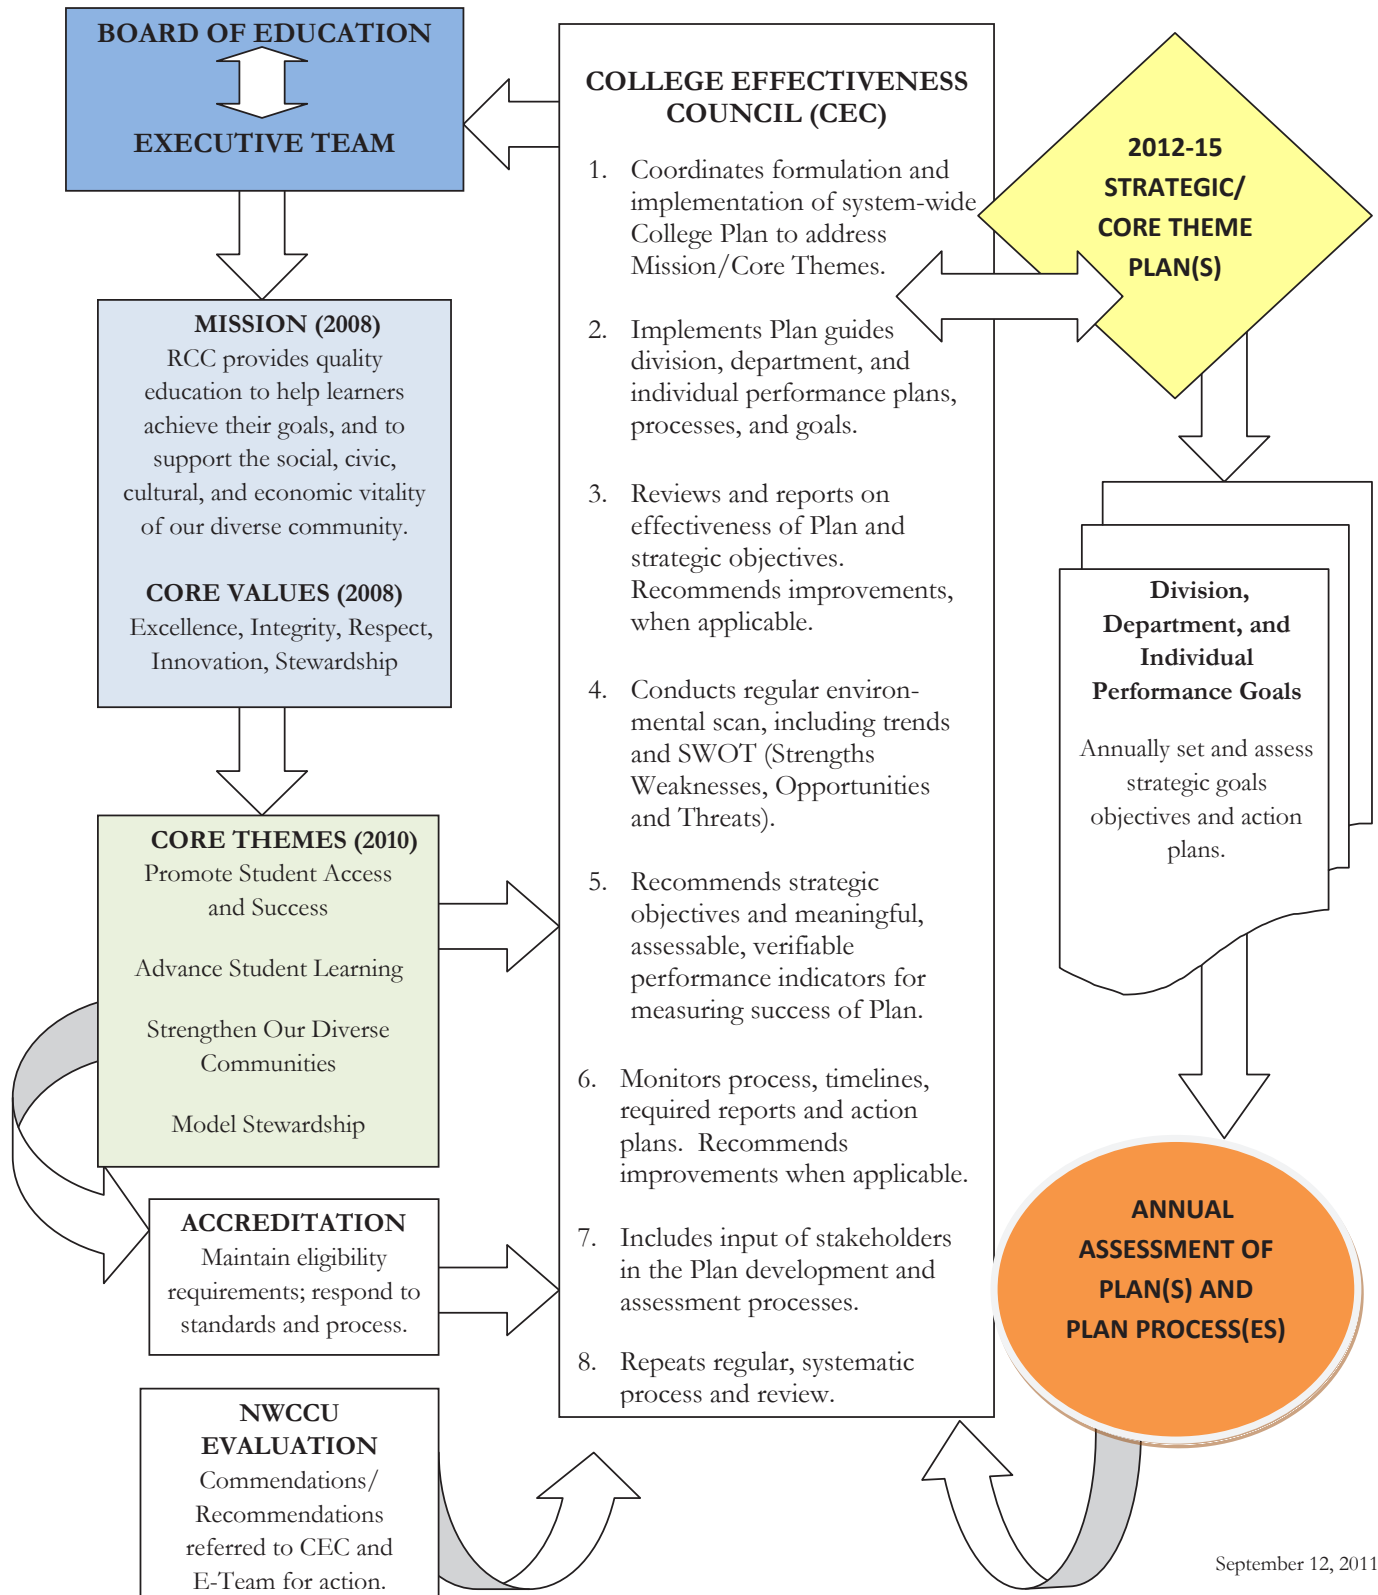 BOARD OF EDUCATION
EXECUTIVE TEAM
MISSION (2008)
RCC provides quality
education to help learners
achieve their goals, and to
support the social, civic,
cultural, and economic vitality
of our diverse community.
CORE VALUES (2008)
Excellence, Integrity, Respect,
Innovation, Stewardship
CORE THEMES (2010)
Promote Student Access
and Success
Advance Student Learning
Strengthen Our Diverse
Communities
Model Stewardship
ACCREDITATION
Maintain eligibility
requirements; respond to
standards and process.
NWCCU
EVALUATION
Commendations/
Recommendations
referred to CEC and
E-Team for action.
COLLEGE EFFECTIVENESS
COUNCIL (CEC)
1. Coordinates formulation and
implementation of system-wide
College Plan to address
Mission/Core Themes.
2. Implements Plan guides
division, department, and
individual performance plans,
processes, and goals.
3. Reviews and reports on
effectiveness of Plan and
strategic objectives.
Recommends improvements,
when applicable.
4. Conducts regular environ-
mental scan, including trends
and SWOT (Strengths
Weaknesses, Opportunities
and Threats).
5. Recommends strategic
objectives and meaningful,
assessable, verifiable
performance indicators for
measuring success of Plan.
6. Monitors process, timelines,
required reports and action
plans. Recommends
improvements when applicable.
7. Includes input of stakeholders
in the Plan development and
assessment processes.
8. Repeats regular, systematic
process and review.
2012-15
STRATEGIC/
CORE THEME
PLAN(S)
Division,
Department, and
Individual
Performance Goals
Annually set and assess
strategic goals
objectives and action
plans.
ANNUAL
ASSESSMENT OF
PLAN(S) AND
PLAN PROCESS(ES)
September 12, 2011